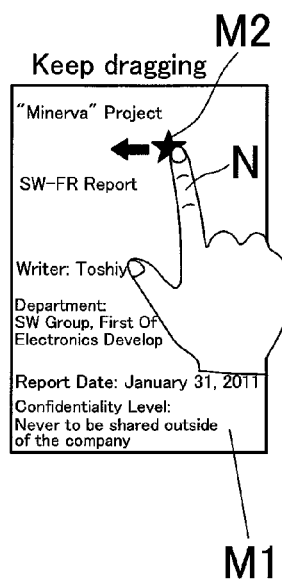 M2
Keep dragging
"Minerva" Project
N
SW-FR Report
Writer: Toshiy
Department:
SW Group, First Of
Electronics Develop
Report Date: January 31, 2011
Confidentiality Level:
Never to be shared outside
of the company
M1